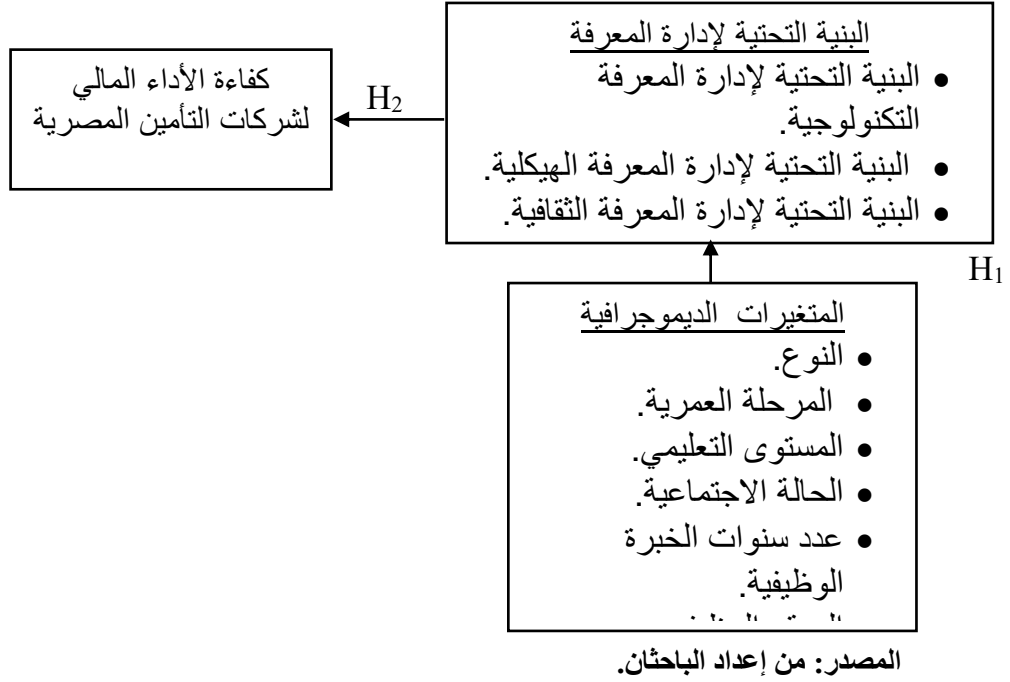 البنية التحتية لإدارة المعرفة
• البنية التحتية لإدارة المعرفة
التكنولوجية.
• البنية التحتية لإدارة المعرفة الهيكلية.
• البنية التحتية لإدارة المعرفة الثقافية.
H₂
كفاءة الأداء المالي
لشركات التأمين المصرية
H₁
المتغيرات الديموجرافية
• النوع.
• المرحلة العمرية.
• المستوى التعليمي.
• الحالة الاجتماعية.
• عدد سنوات الخبرة
الوظيفية.
المصدر: من إعداد الباحثان.